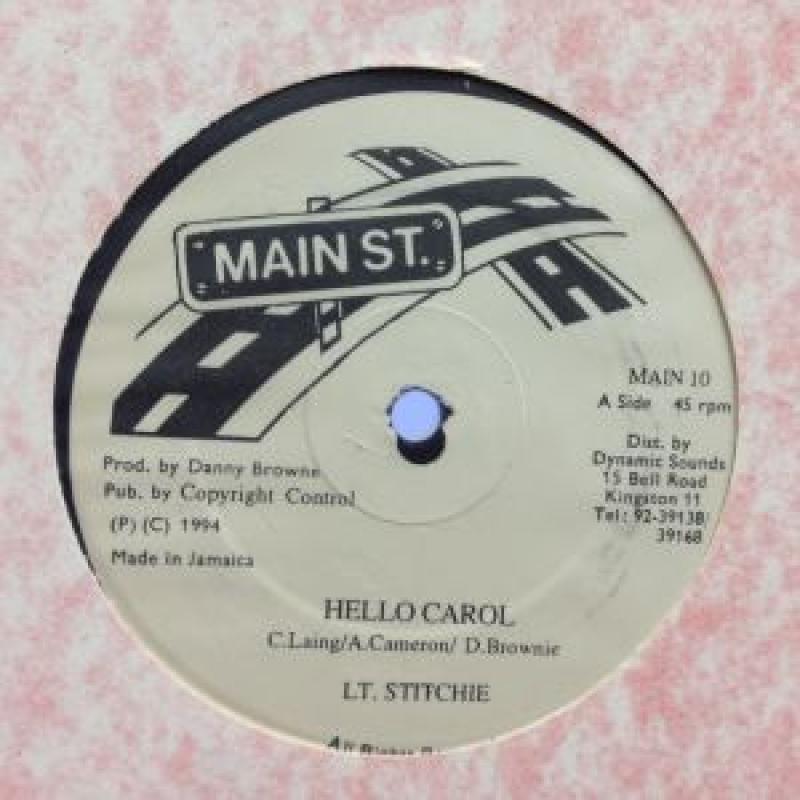 MAIN ST.
MAIN 10
A Side 45 rpm
Dist. by
Dynamic Sounds
15 Bell Road
Kingston 11
Tel: 92-39138/
39168
Prod. by Danny Browne
Pub. by Copyright Control
(P) (C) 1994
Made in Jamaica
HELLO CAROL
C.Laing/A.Cameron/ D.Brownie
LT. STITCHIE
All Rights